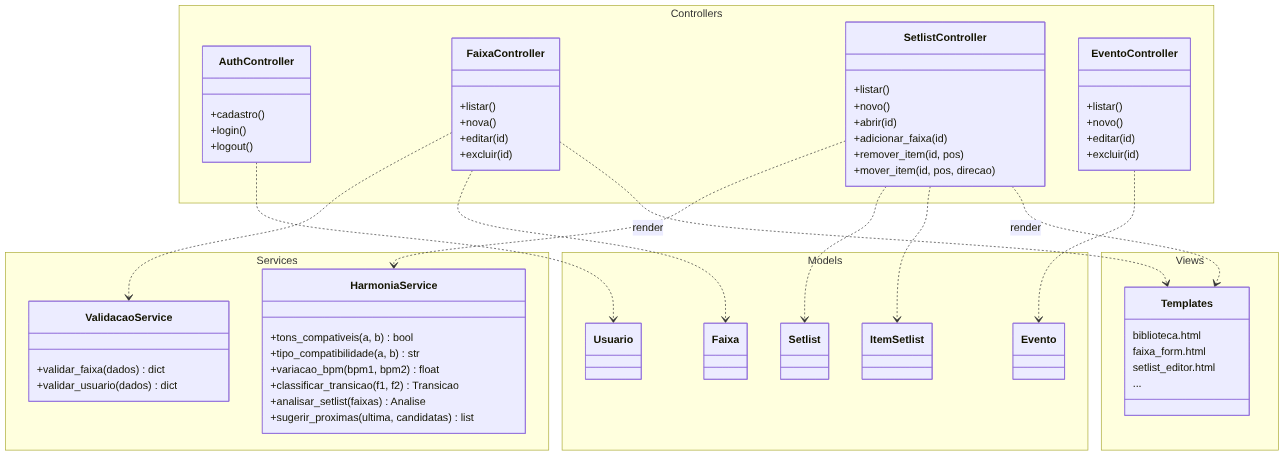 Controllers
AuthController
+cadastro()
+login()
+logout()
FaixaController
+listar()
+nova()
+editar(id)
+excluir(id)
SetlistController
+listar()
+novo()
+abrir(id)
+adicionar_faixa(id)
+remover_item(id, pos)
+mover_item(id, pos, direcao)
EventoController
+listar()
+novo()
+editar(id)
+excluir(id)
render
render
Services
ValidacaoService
+validar_faixa(dados) : dict
+validar_usuario(dados) : dict
HarmoniaService
+tons_compativeis(a, b) : bool
+tipo_compatibilidade(a, b) : str
+variacao_bpm(bpm1, bpm2) : float
+classificar_transicao(f1, f2) : Transicao
+analisar_setlist(faixas) : Analise
+sugerir_proximas(ultima, candidatas) : list
Models
Usuario
Faixa
Setlist
ItemSetlist
Evento
Views
Templates
biblioteca.html
faixa_form.html
setlist_editor.html
...